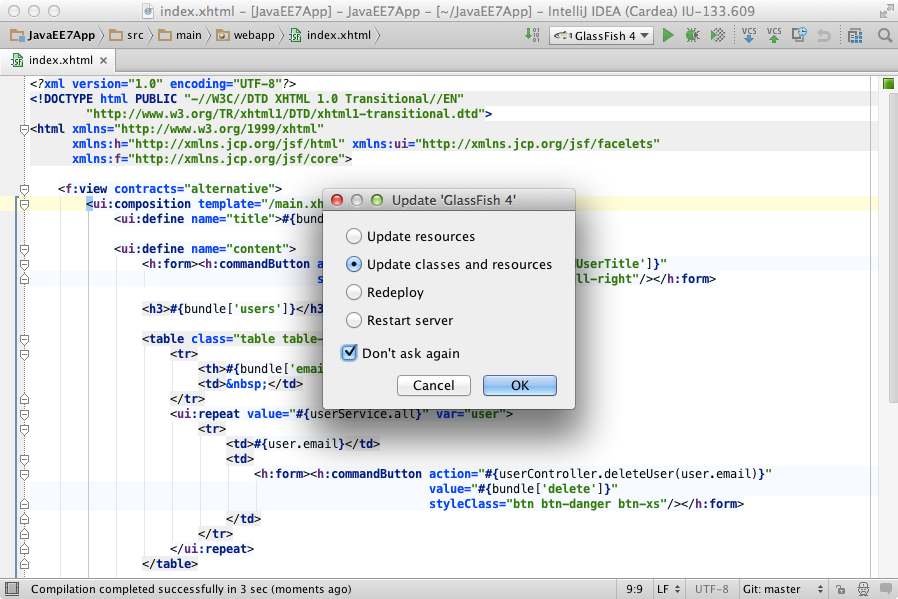 index.xhtml – [JavaEE7App] – JavaEE7App – [~/JavaEE7App] – IntelliJ IDEA (Cardea) IU–133.609
JavaEE7App src main webapp index.xhtml GlassFish 4 VCS VCS
index.xhtml
<?xml version="1.0" encoding="UTF-8"?>
<!DOCTYPE html PUBLIC "-//W3C//DTD XHTML 1.0 Transitional//EN"
"http://www.w3.org/TR/xhtml1/DTD/xhtml1-transitional.dtd">
<html xmlns="http://www.w3.org/1999/xhtml"
xmlns:h="http://xmlns.jcp.org/jsf/html" xmlns:ui="http://xmlns.jcp.org/jsf/facelets"
xmlns:f="http://xmlns.jcp.org/jsf/core">
<f:view contracts="alternative">
<ui:composition template="/main.xh
<ui:define name="title">#{bund
<ui:define name="content">
<h:form><h:commandButton a UserTitle']}"
s ll-right"/></h:form>
<h3>#{bundle['users']}</h3
<table class="table table-
<tr>
<th>#{bundle['emai
<td>&nbsp;</td>
</tr>
<ui:repeat value="#{userService.all}" var="user">
<tr>
<td>#{user.email}</td>
<td>
<h:form><h:commandButton action="#{userController.deleteUser(user.email)}"
value="#{bundle['delete']}"
styleClass="btn btn-danger btn-xs"/></h:form>
</td>
</tr>
</ui:repeat>
</table>
Update 'GlassFish 4'
Update resources
Update classes and resources
Redeploy
Restart server
Don't ask again
Cancel OK
Compilation completed successfully in 3 sec (moments ago) 9:9 LF UTF-8 Git: master